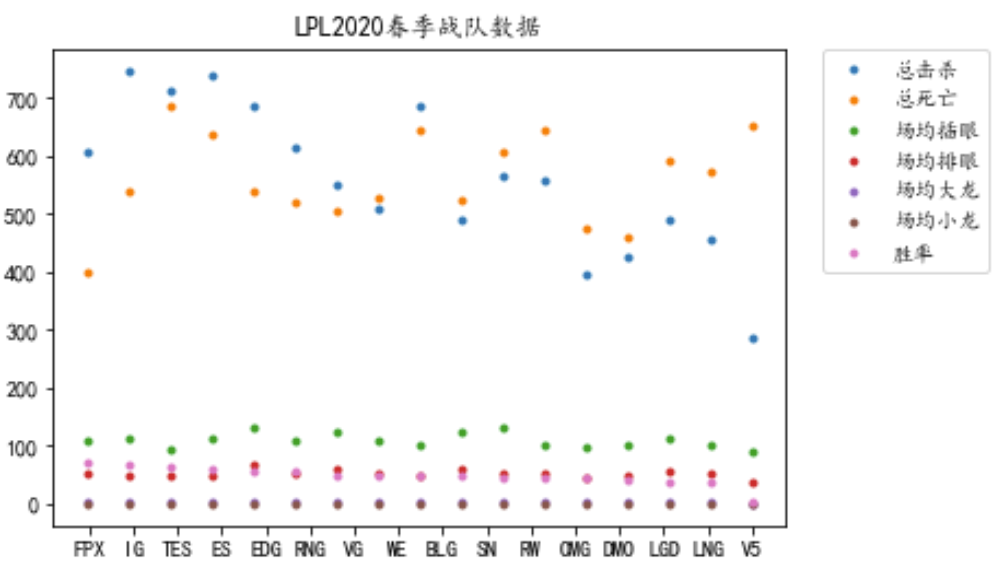 LPL2020春季战队数据
700
600
500
400
300
200
100
0
FPX IG TES ES EDG RNG VG WE BLG SN RW OMG DMO LGD LNG V5
总击杀
总死亡
场均插眼
场均排眼
场均大龙
场均小龙
胜率